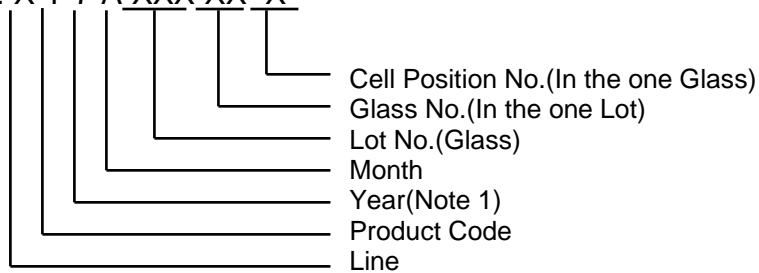 Cell Position No.(In the one Glass)
Glass No.(In the one Lot)
Lot No.(Glass)
Month
Year(Note 1)
Product Code
Line